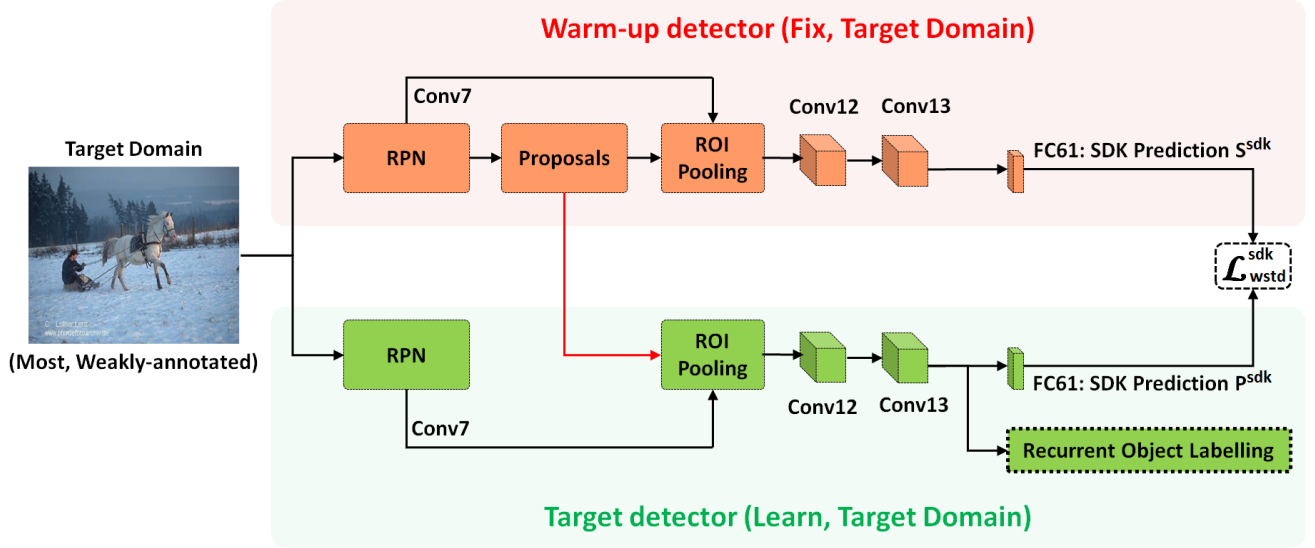 Warm-up detector (Fix, Target Domain)
Conv7
Conv12
Conv13
Target Domain
RPN
Proposals
ROI
Pooling
FC61: SDK Prediction S^sdk
(Most, Weakly-annotated)
𝓛 sdk
wstd
RPN
ROI
Pooling
Conv12
Conv13
FC61: SDK Prediction P^sdk
Conv7
Recurrent Object Labelling
Target detector (Learn, Target Domain)